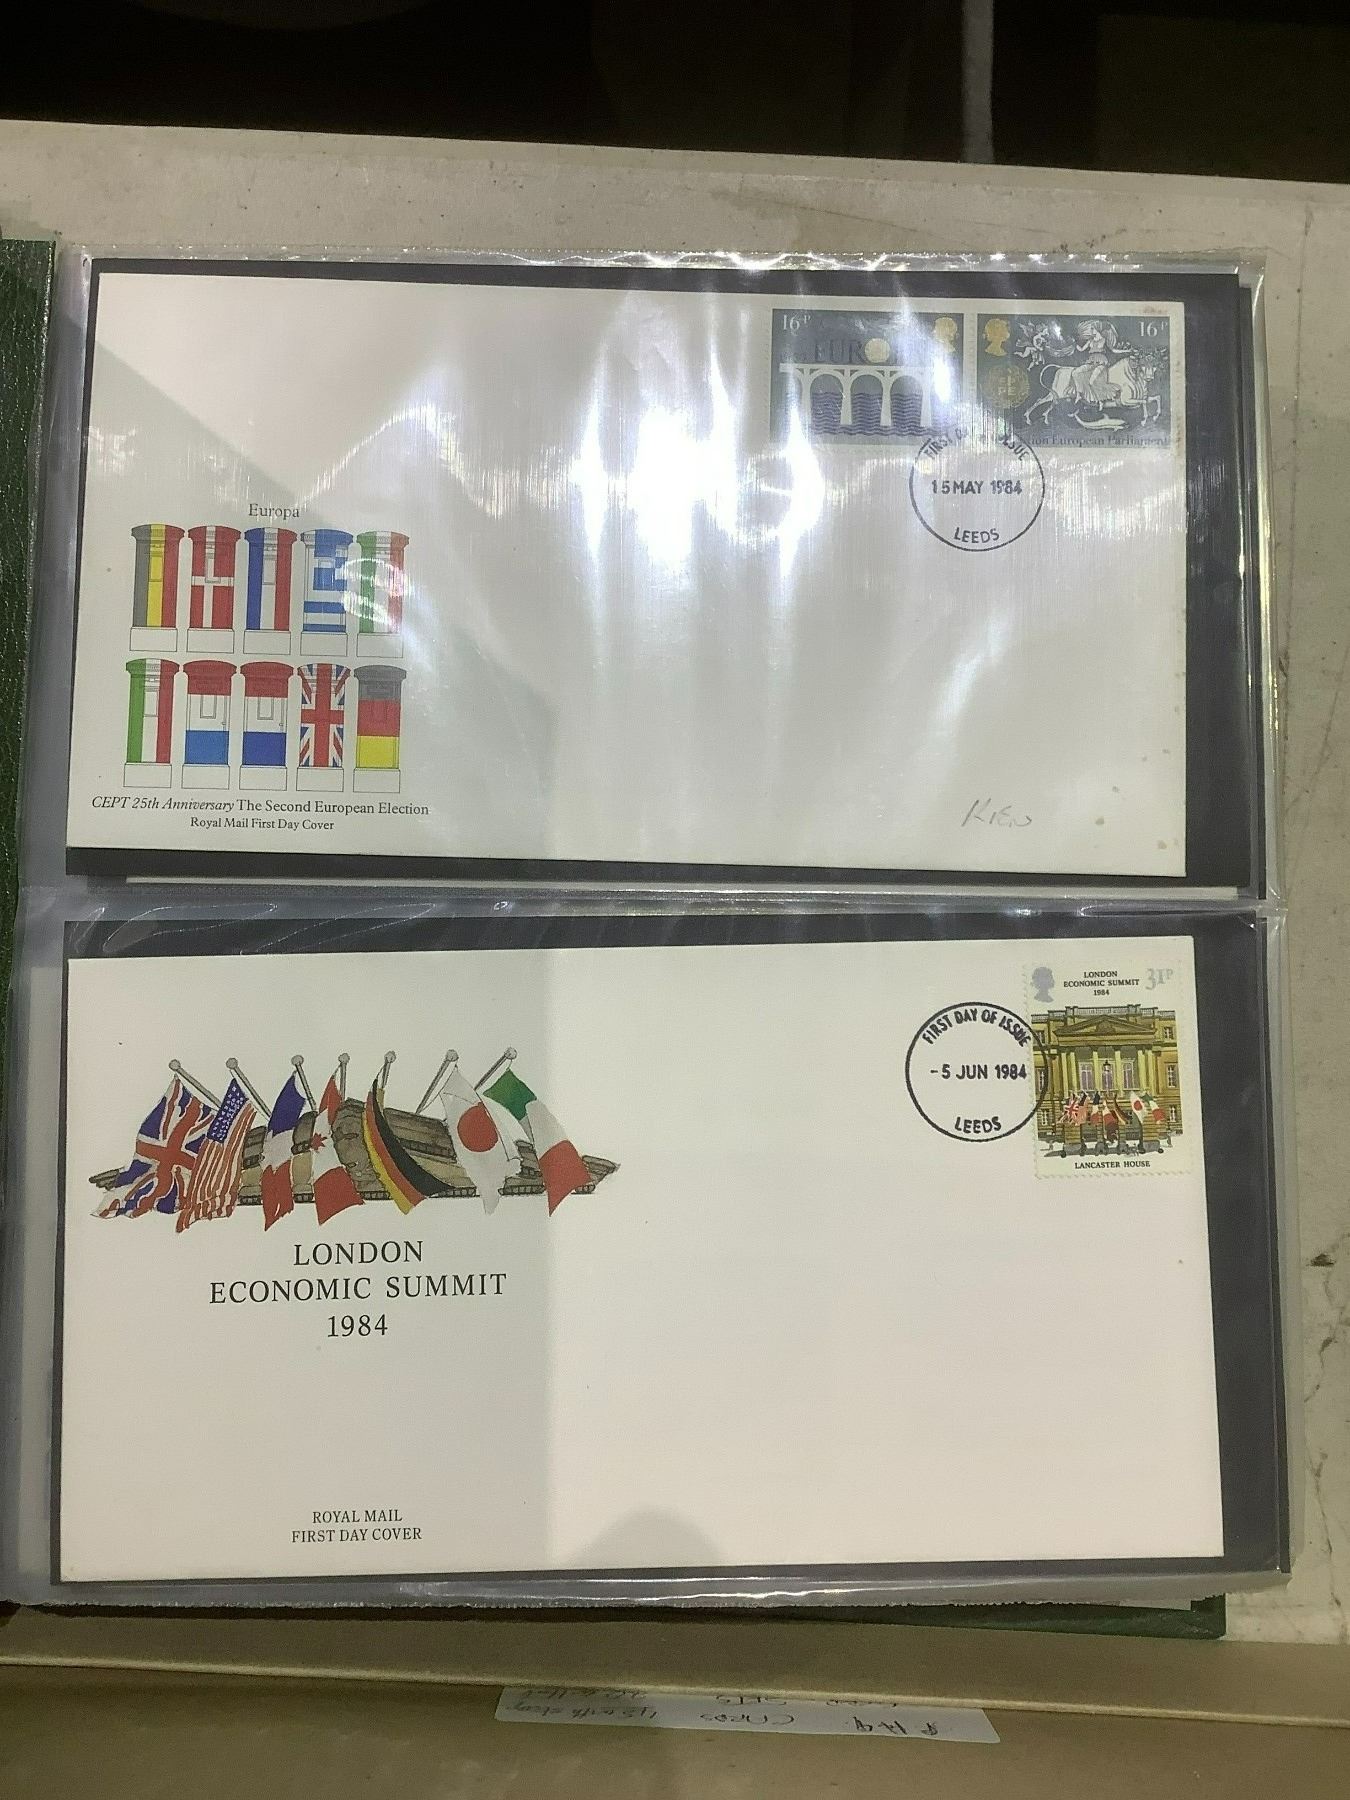 16P
EUROPA
16P
CEPT
European Parliament
FIRST DAY OF ISSUE
15 MAY 1984
LEEDS
Europa
CEPT 25th Anniversary The Second European Election
Royal Mail First Day Cover
LONDON
ECONOMIC SUMMIT
1984
31P
FIRST DAY OF ISSUE
-5 JUN 1984
LEEDS
LANCASTER HOUSE
LONDON
ECONOMIC SUMMIT
1984
ROYAL MAIL
FIRST DAY COVER
CARDS